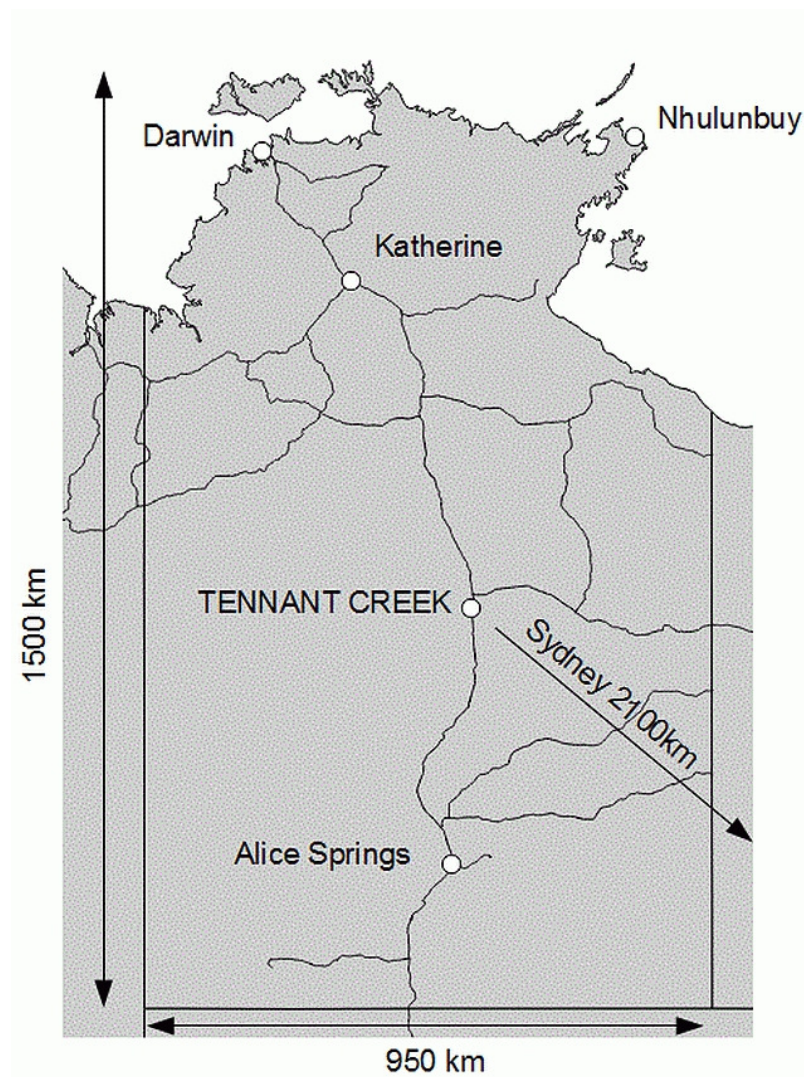 Nhulunbuy
Darwin
Katherine
TENNANT CREEK
1500 km
Sydney 2100km
Alice Springs
950 km